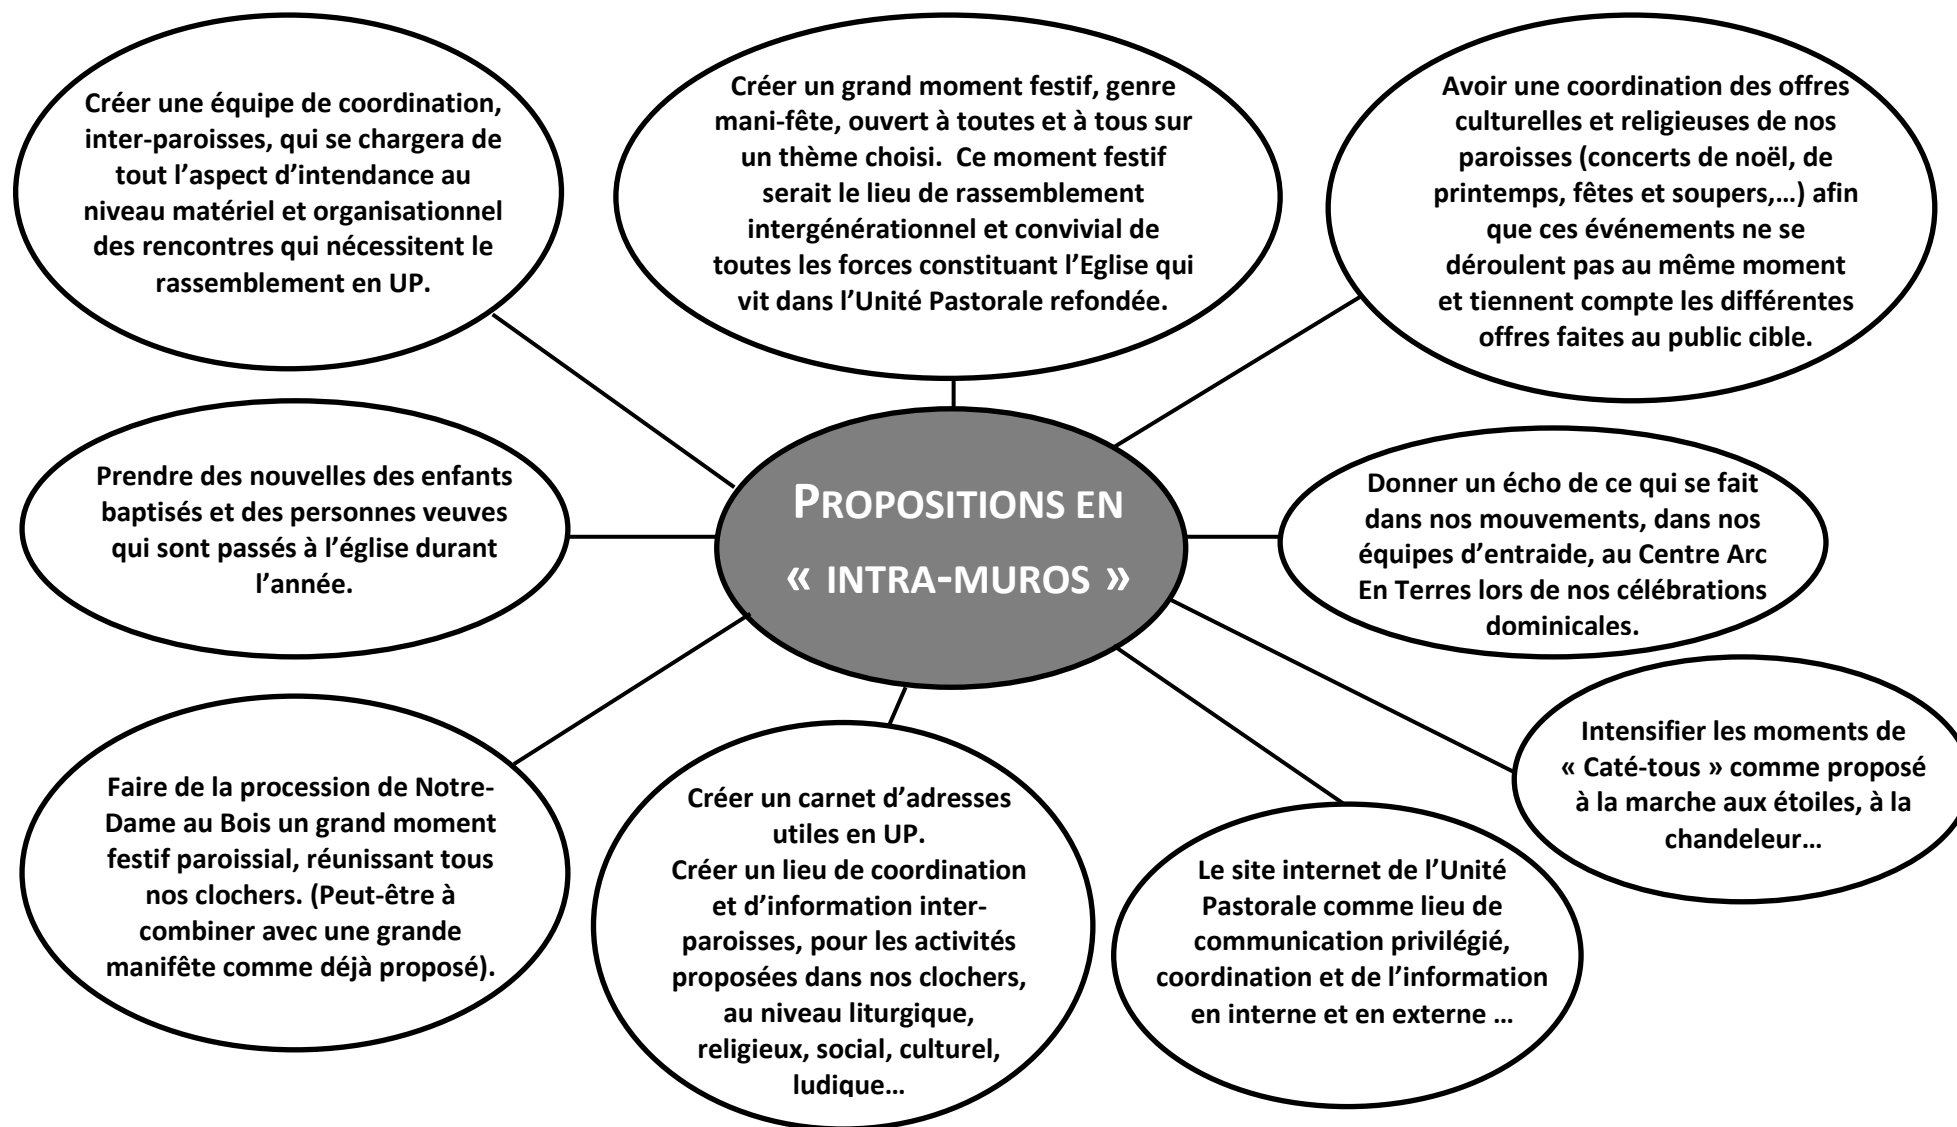 Créer une équipe de coordination,
inter-paroisses, qui se chargera de
tout l’aspect d’intendance au
niveau matériel et organisationnel
des rencontres qui nécessitent le
rassemblement en UP.
Créer un grand moment festif, genre
mani-fête, ouvert à toutes et à tous sur
un thème choisi.  Ce moment festif
serait le lieu de rassemblement
intergénérationnel et convivial de
toutes les forces constituant l’Eglise qui
vit dans l’Unité Pastorale refondée.
Avoir une coordination des offres
culturelles et religieuses de nos
paroisses (concerts de noël, de
printemps, fêtes et soupers,…) afin
que ces événements ne se
déroulent pas au même moment
et tiennent compte les différentes
offres faites au public cible.
Prendre des nouvelles des enfants
baptisés et des personnes veuves
qui sont passés à l’église durant
l’année.
PROPOSITIONS EN
« INTRA-MUROS »
Donner un écho de ce qui se fait
dans nos mouvements, dans nos
équipes d’entraide, au Centre Arc
En Terres lors de nos célébrations
dominicales.
Faire de la procession de Notre-
Dame au Bois un grand moment
festif paroissial, réunissant tous
nos clochers. (Peut-être à
combiner avec une grande
manifête comme déjà proposé).
Créer un carnet d’adresses
utiles en UP.
Créer un lieu de coordination
et d’information inter-
paroisses, pour les activités
proposées dans nos clochers,
au niveau liturgique,
religieux, social, culturel,
ludique…
Le site internet de l’Unité
Pastorale comme lieu de
communication privilégié,
coordination et de l’information
en interne et en externe …
Intensifier les moments de
« Caté-tous » comme proposé
à la marche aux étoiles, à la
chandeleur…